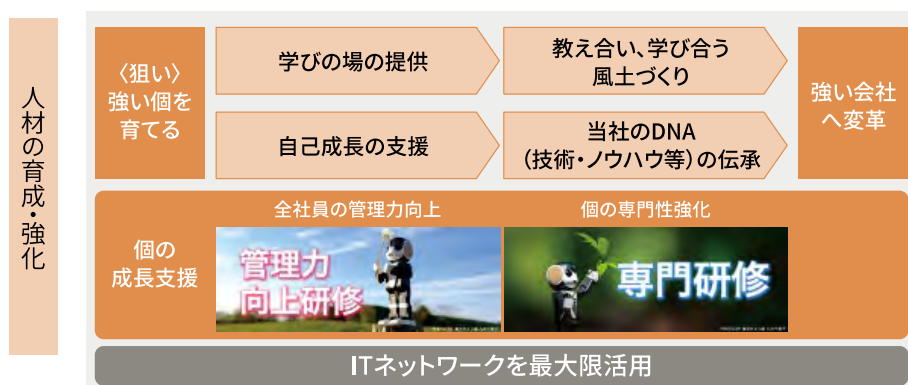 人材の育成・強化
〈狙い〉
強い個を
育てる
学びの場の提供
教え合い、学び合う
風土づくり
自己成長の支援
当社のDNA
（技術・ノウハウ等）の伝承
強い会社
へ変革
個の
成長支援
全社員の管理力向上
管理力
向上研修
個の専門性強化
専門研修
ITネットワークを最大限活用